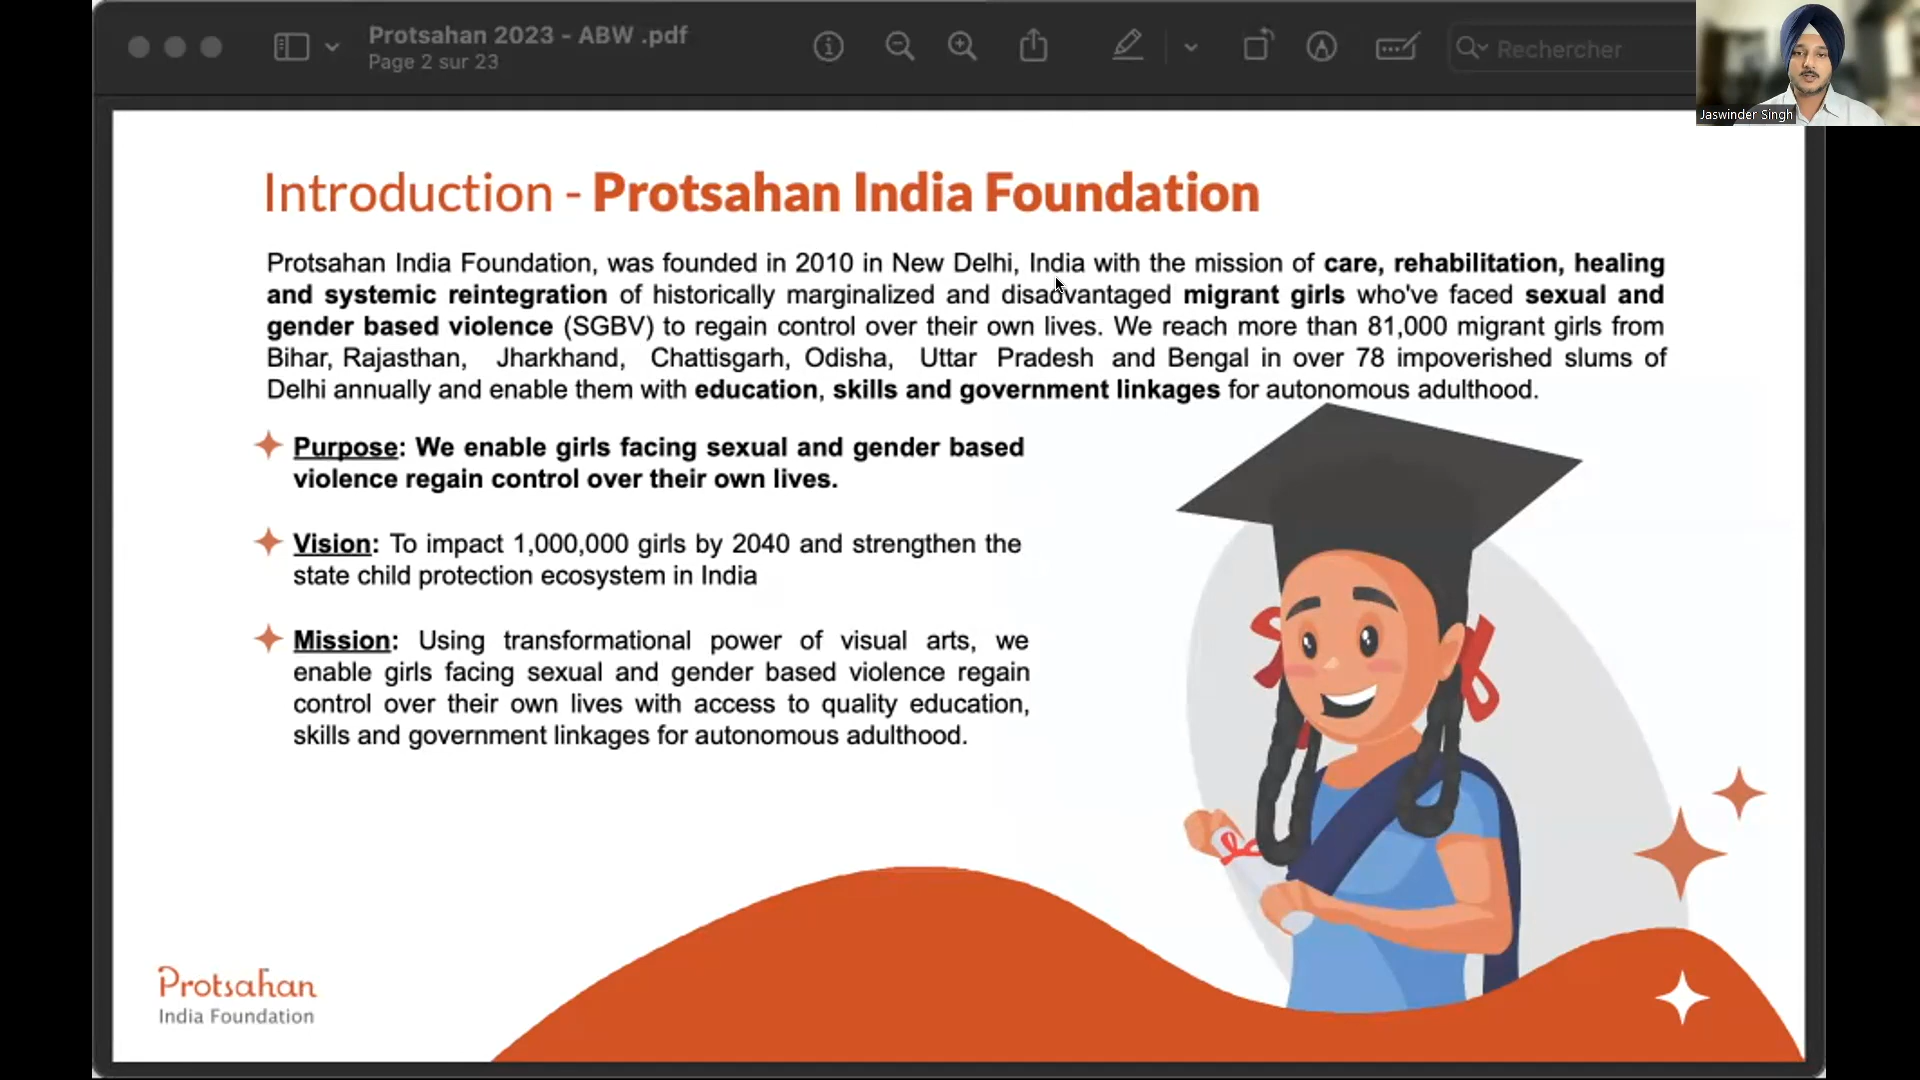 Protsahan 2023 - ABW .pdf
Page 2 sur 23
Rechercher
Jaswinder Singh
Introduction - Protsahan India Foundation
Protsahan India Foundation, was founded in 2010 in New Delhi, India with the mission of care, rehabilitation, healing
and systemic reintegration of historically marginalized and disadvantaged migrant girls who've faced sexual and
gender based violence (SGBV) to regain control over their own lives. We reach more than 81,000 migrant girls from
Bihar, Rajasthan, Jharkhand, Chattisgarh, Odisha, Uttar Pradesh and Bengal in over 78 impoverished slums of
Delhi annually and enable them with education, skills and government linkages for autonomous adulthood.
Purpose: We enable girls facing sexual and gender based
violence regain control over their own lives.
Vision: To impact 1,000,000 girls by 2040 and strengthen the
state child protection ecosystem in India
Mission: Using transformational power of visual arts, we
enable girls facing sexual and gender based violence regain
control over their own lives with access to quality education,
skills and government linkages for autonomous adulthood.
Protsahan
India Foundation